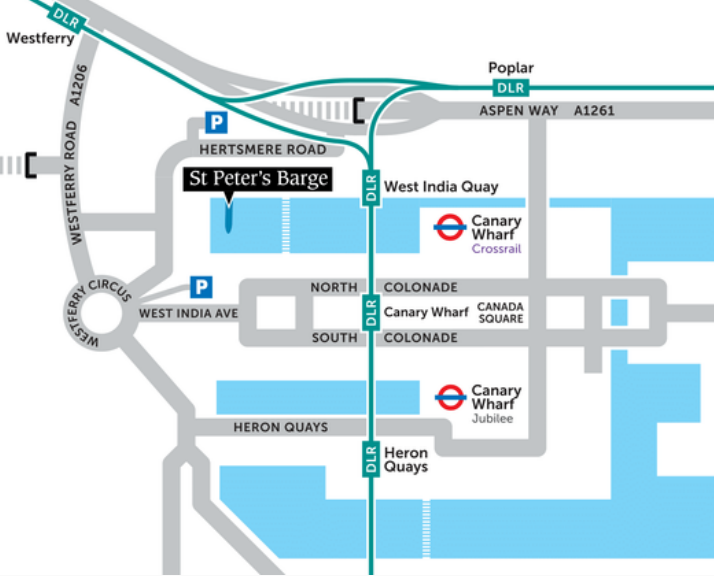 DLR
Westferry
Poplar
DLR
A1206
WESTFERRY ROAD
ASPEN WAY A1261
P
HERTSMERE ROAD
St Peter's Barge
DLR
West India Quay
Canary
Wharf
Crossrail
P
WESTFERRY CIRCUS
NORTH COLONADE
WEST INDIA AVE
DLR
Canary Wharf
CANADA
SQUARE
SOUTH COLONADE
Canary
Wharf
Jubilee
HERON QUAYS
DLR
Heron
Quays